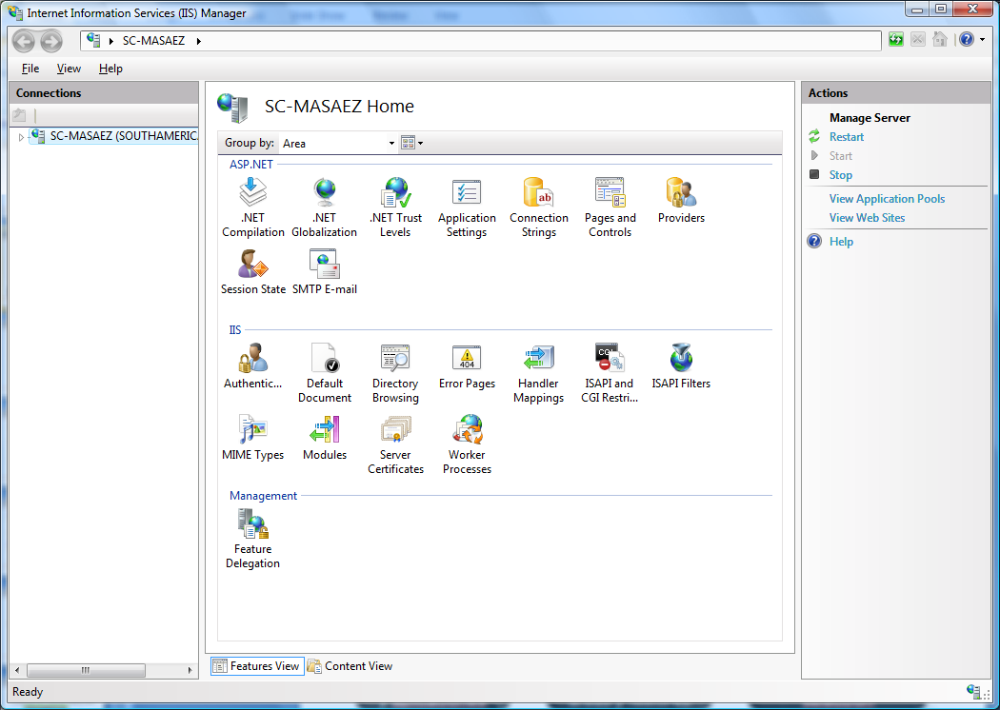 Internet Information Services (IIS) Manager
SC-MASAEZ
File View Help
Connections
SC-MASAEZ (SOUTHAMERIC
SC-MASAEZ Home
Group by: Area
ASP.NET
.NET Compilation
.NET Globalization
.NET Trust Levels
Application Settings
Connection Strings
ab
Pages and Controls
Providers
Session State
SMTP E-mail
IIS
Authentic...
Default Document
Directory Browsing
404
Error Pages
Handler Mappings
ISAPI and CGI Restri...
ISAPI Filters
MIME Types
Modules
Server Certificates
Worker Processes
Management
Feature Delegation
Features View
Content View
Actions
Manage Server
Restart
Start
Stop
View Application Pools
View Web Sites
Help
Ready